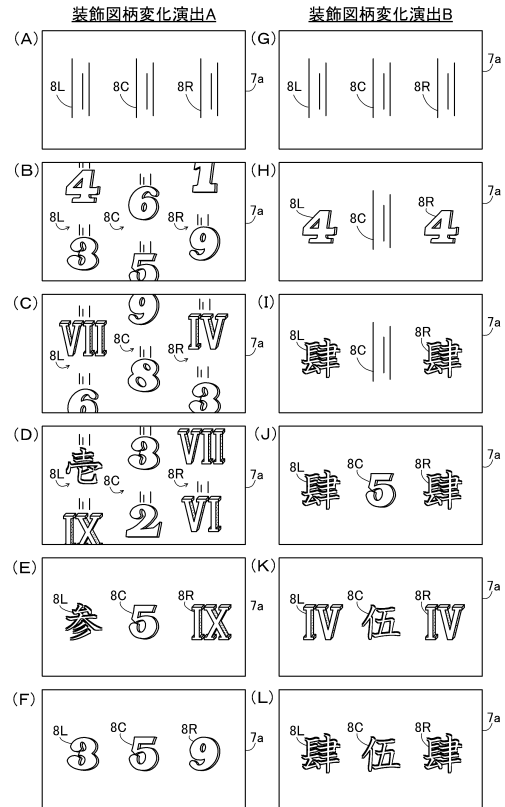 装飾図柄変化演出A
(A)
8L 8C 8R 7a
(B)
4 6 1
8L 8C 8R 7a
3 5 9
(C)
VII 9 IV
8L 8C 8R 7a
6 8 3
(D)
壱 3 VII
8L 8C 8R 7a
IX 2 VI
(E)
8L 8C 8R 7a
参 5 IX
(F)
8L 8C 8R 7a
3 5 9
装飾図柄変化演出B
(G)
8L 8C 8R 7a
(H)
8L 8C 8R 7a
4 4
(I)
8L 8C 8R 7a
肆 肆
(J)
8L 8C 8R 7a
肆 5 肆
(K)
8L 8C 8R 7a
IV 伍 IV
(L)
8L 8C 8R 7a
肆 伍 肆